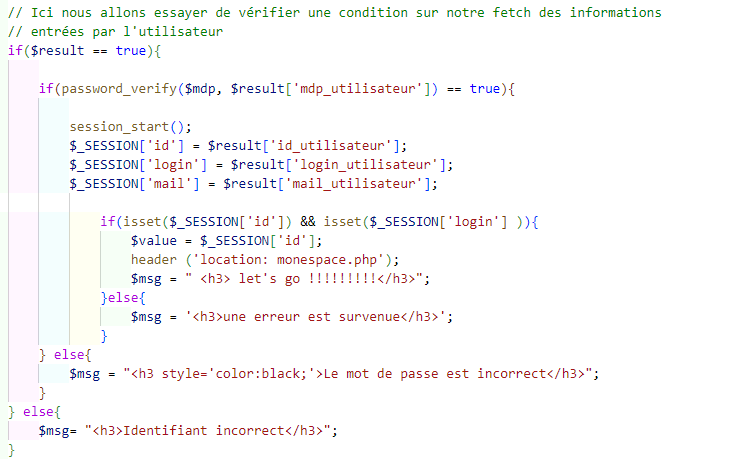 // Ici nous allons essayer de vérifier une condition sur notre fetch des informations
// entrées par l'utilisateur
if($result == true){
if(password_verify($mdp, $result['mdp_utilisateur']) == true){
session_start();
$_SESSION['id'] = $result['id_utilisateur'];
$_SESSION['login'] = $result['login_utilisateur'];
$_SESSION['mail'] = $result['mail_utilisateur'];
if(isset($_SESSION['id']) && isset($_SESSION['login'] )){
$value = $_SESSION['id'];
header ('location: monespace.php');
$msg = " <h3> let's go !!!!!!!!!</h3>";
}else{
$msg = '<h3>une erreur est survenue</h3>';
}
} else{
$msg = "<h3 style='color:black;'>Le mot de passe est incorrect</h3>";
}
} else{
$msg= "<h3>Identifiant incorrect</h3>";
}